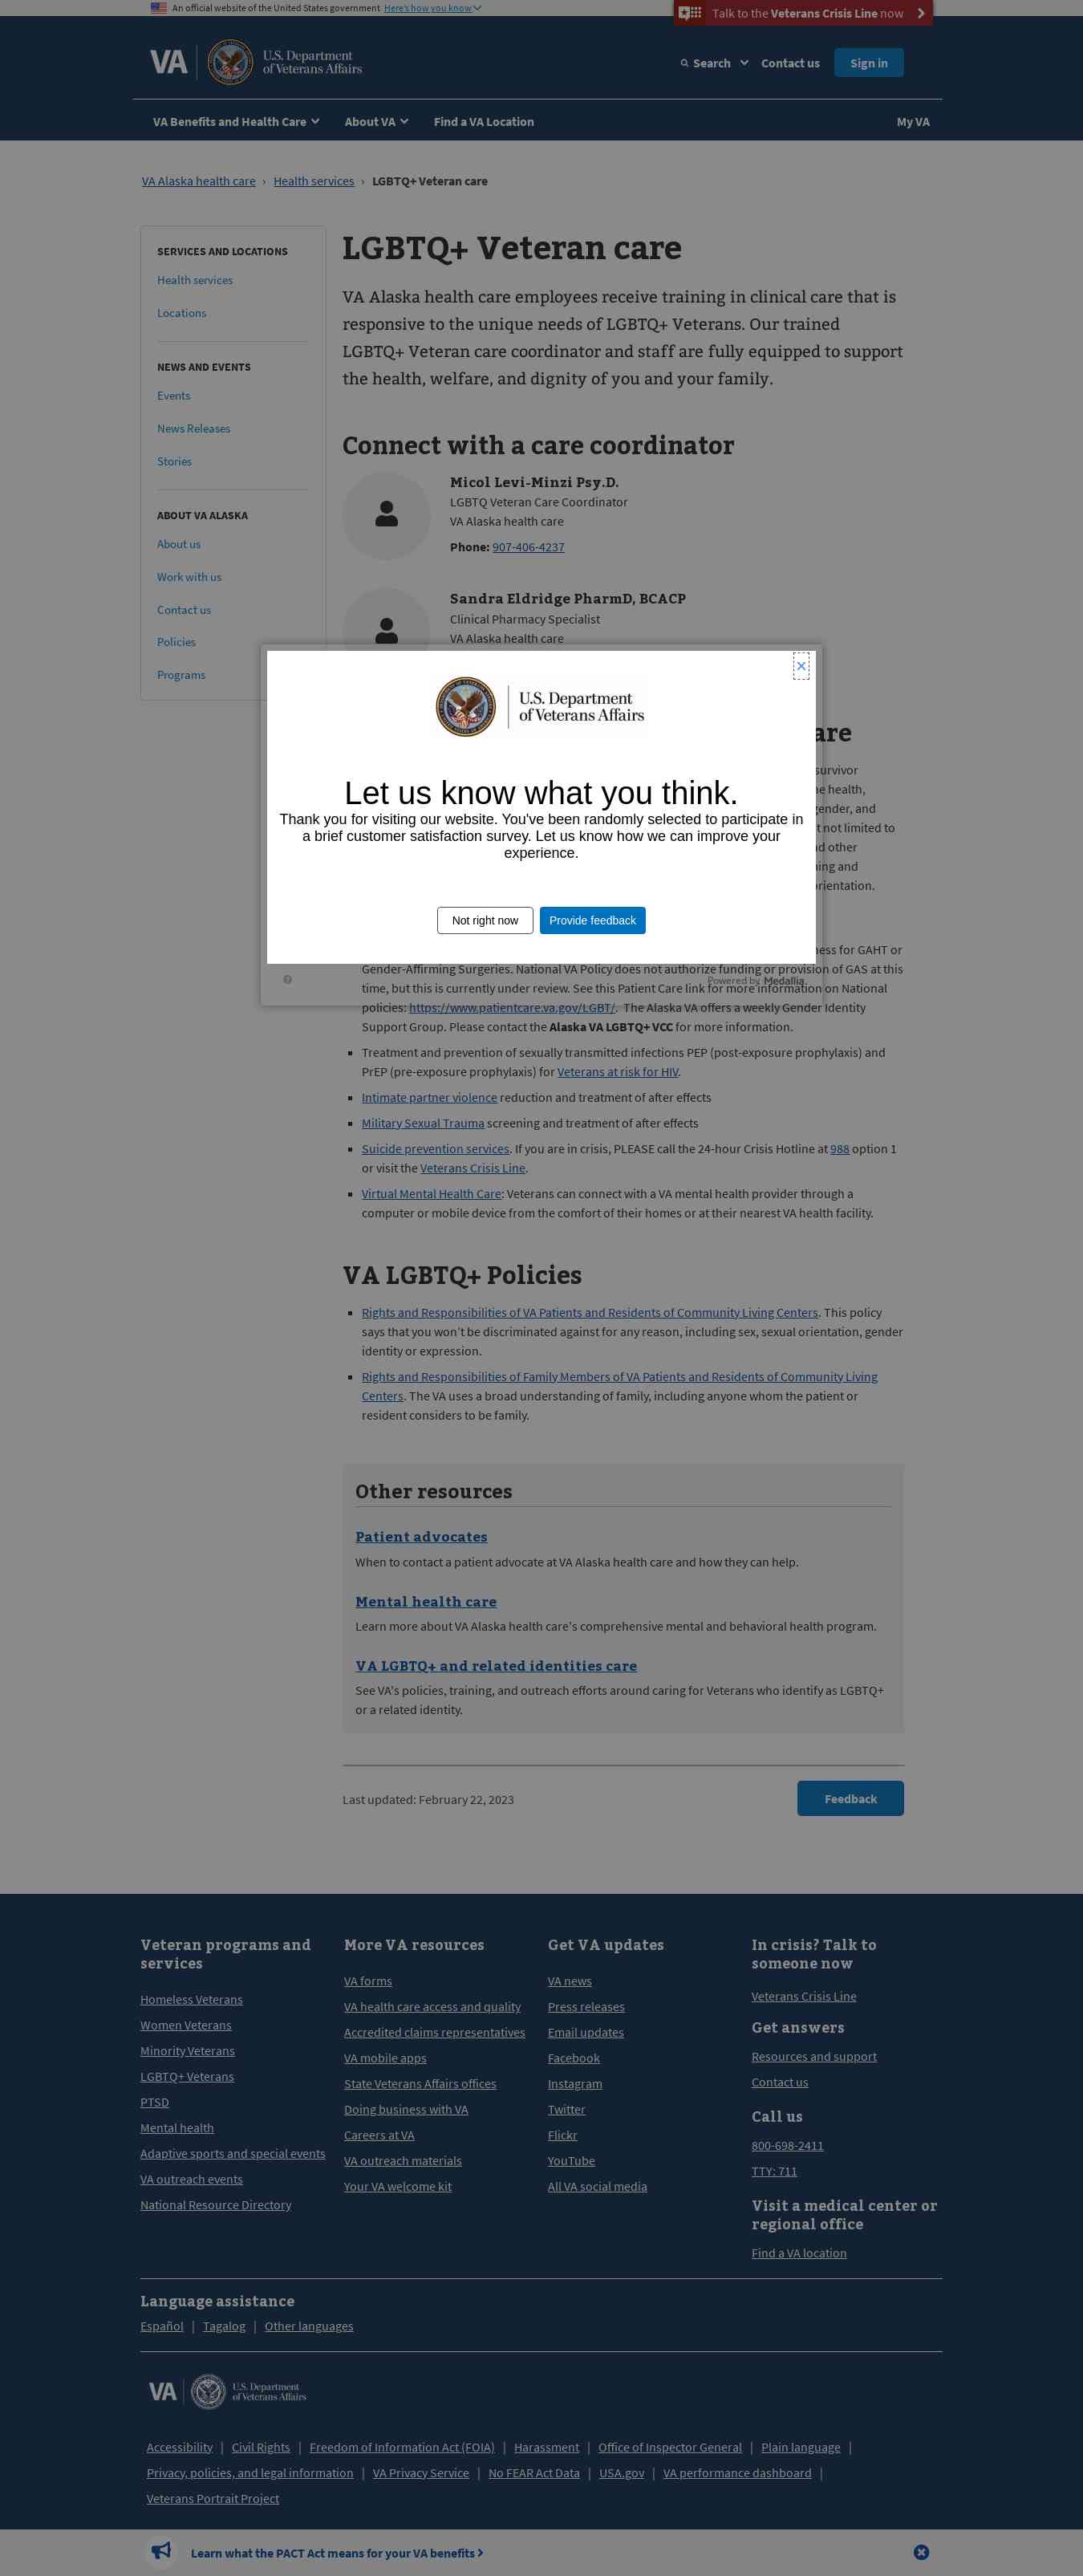 An official website of the United States government Here's how you know
Talk to the Veterans Crisis Line now
VA
U.S. Department
of Veterans Affairs
Search
Contact us
Sign in
VA Benefits and Health Care
About VA
Find a VA Location
My VA
VA Alaska health care › Health services › LGBTQ+ Veteran care
SERVICES AND LOCATIONS
Health services
Locations
NEWS AND EVENTS
Events
News Releases
Stories
ABOUT VA ALASKA
About us
Work with us
Contact us
Policies
Programs
LGBTQ+ Veteran care
VA Alaska health care employees receive training in clinical care that is
responsive to the unique needs of LGBTQ+ Veterans. Our trained
LGBTQ+ Veteran care coordinator and staff are fully equipped to support
the health, welfare, and dignity of you and your family.
Connect with a care coordinator
Micol Levi-Minzi Psy.D.
LGBTQ Veteran Care Coordinator
VA Alaska health care
Phone: 907-406-4237
Sandra Eldridge PharmD, BCACP
Clinical Pharmacy Specialist
VA Alaska health care
×
U.S. Department
of Veterans Affairs
Let us know what you think.
Thank you for visiting our website. You've been randomly selected to participate in
a brief customer satisfaction survey. Let us know how we can improve your
experience.
Not right now
Provide feedback
Powered by Medallia
survivor
health,
gender, and
not limited to
other
and
orientation.
for GAHT or
Gender-Affirming Surgeries. National VA Policy does not authorize funding or provision of GAS at this
time, but this is currently under review. See this Patient Care link for more information on National
policies: https://www.patientcare.va.gov/LGBT/. The Alaska VA offers a weekly Gender Identity
Support Group. Please contact the Alaska VA LGBTQ+ VCC for more information.
Treatment and prevention of sexually transmitted infections PEP (post-exposure prophylaxis) and
PrEP (pre-exposure prophylaxis) for Veterans at risk for HIV.
Intimate partner violence reduction and treatment of after effects
Military Sexual Trauma screening and treatment of after effects
Suicide prevention services. If you are in crisis, PLEASE call the 24-hour Crisis Hotline at 988 option 1
or visit the Veterans Crisis Line.
Virtual Mental Health Care: Veterans can connect with a VA mental health provider through a
computer or mobile device from the comfort of their homes or at their nearest VA health facility.
VA LGBTQ+ Policies
Rights and Responsibilities of VA Patients and Residents of Community Living Centers. This policy
says that you won't be discriminated against for any reason, including sex, sexual orientation, gender
identity or expression.
Rights and Responsibilities of Family Members of VA Patients and Residents of Community Living
Centers. The VA uses a broad understanding of family, including anyone whom the patient or
resident considers to be family.
Other resources
Patient advocates
When to contact a patient advocate at VA Alaska health care and how they can help.
Mental health care
Learn more about VA Alaska health care's comprehensive mental and behavioral health program.
VA LGBTQ+ and related identities care
See VA's policies, training, and outreach efforts around caring for Veterans who identify as LGBTQ+
or a related identity.
Last updated: February 22, 2023
Feedback
Veteran programs and
services
Homeless Veterans
Women Veterans
Minority Veterans
LGBTQ+ Veterans
PTSD
Mental health
Adaptive sports and special events
VA outreach events
National Resource Directory
More VA resources
VA forms
VA health care access and quality
Accredited claims representatives
VA mobile apps
State Veterans Affairs offices
Doing business with VA
Careers at VA
VA outreach materials
Your VA welcome kit
Get VA updates
VA news
Press releases
Email updates
Facebook
Instagram
Twitter
Flickr
YouTube
All VA social media
In crisis? Talk to
someone now
Veterans Crisis Line
Get answers
Resources and support
Contact us
Call us
800-698-2411
TTY: 711
Visit a medical center or
regional office
Find a VA location
Language assistance
Español | Tagalog | Other languages
VA
U.S. Department
of Veterans Affairs
Accessibility | Civil Rights | Freedom of Information Act (FOIA) | Harassment | Office of Inspector General | Plain language |
Privacy, policies, and legal information | VA Privacy Service | No FEAR Act Data | USA.gov | VA performance dashboard |
Veterans Portrait Project
Learn what the PACT Act means for your VA benefits